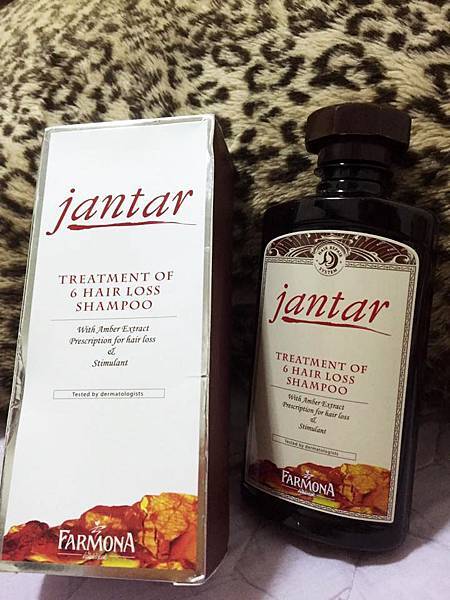 jantar
TREATMENT OF
6 HAIR LOSS
SHAMPOO
With Amber Extract
Prescription for hair loss
&
Stimulant
Tested by dermatologists
FARMONA
HAIR
SYSTEM
jantar
TREATMENT OF
6 HAIR LOSS
SHAMPOO
With Amber Extract
Prescription for hair loss
&
Stimulant
Tested by dermatologists
FARMONA